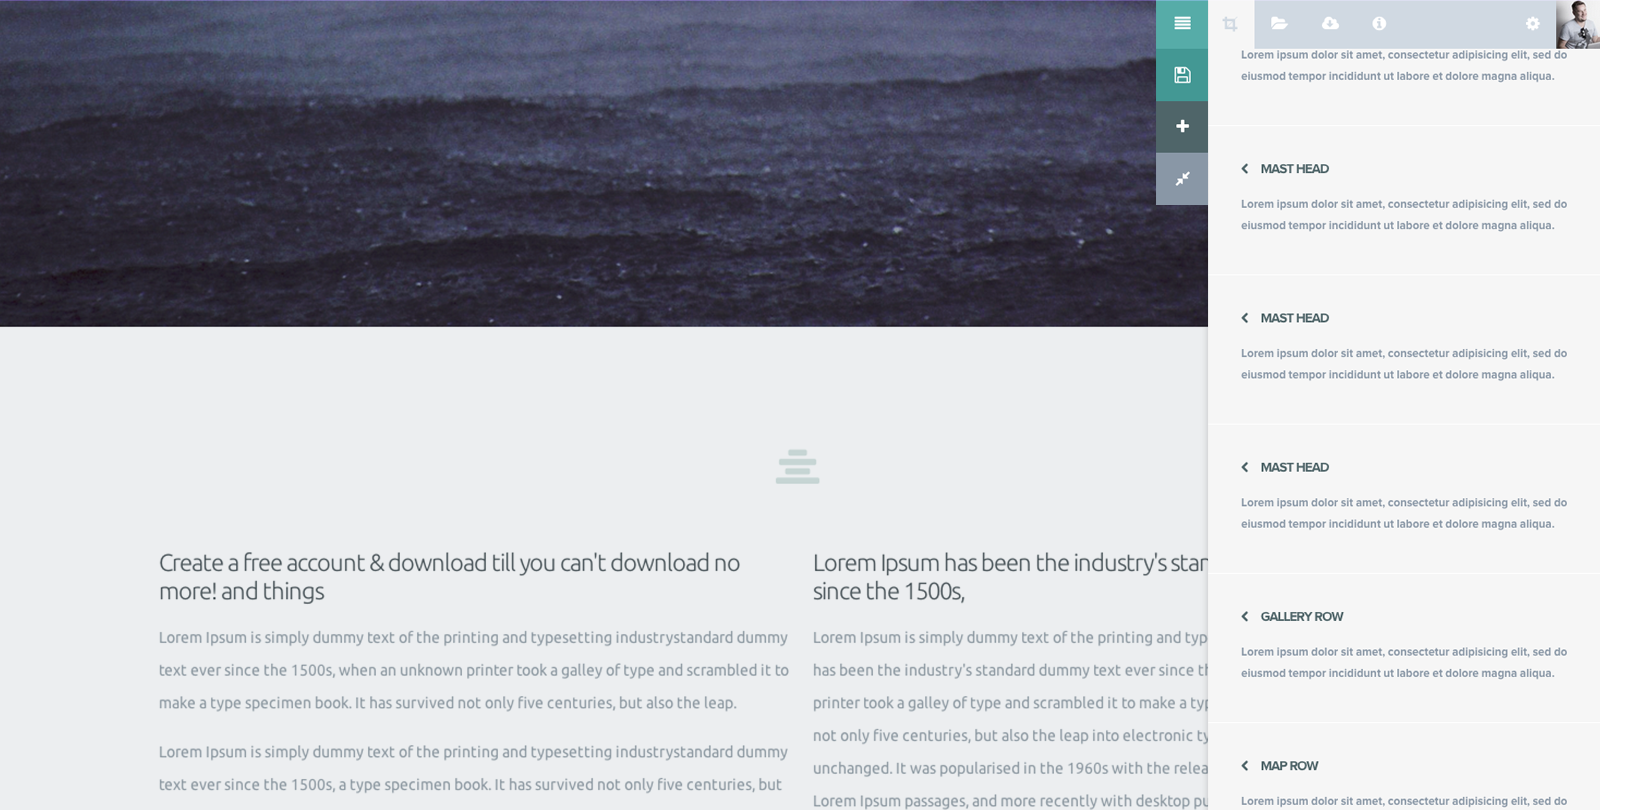 Lorem ipsum dolor sit amet, consectetur adipisicing elit, sed do
eiusmod tempor incididunt ut labore et dolore magna aliqua.
MAST HEAD
Lorem ipsum dolor sit amet, consectetur adipisicing elit, sed do
eiusmod tempor incididunt ut labore et dolore magna aliqua.
MAST HEAD
Lorem ipsum dolor sit amet, consectetur adipisicing elit, sed do
eiusmod tempor incididunt ut labore et dolore magna aliqua.
MAST HEAD
Lorem ipsum dolor sit amet, consectetur adipisicing elit, sed do
eiusmod tempor incididunt ut labore et dolore magna aliqua.
GALLERY ROW
Lorem ipsum dolor sit amet, consectetur adipisicing elit, sed do
eiusmod tempor incididunt ut labore et dolore magna aliqua.
MAP ROW
Lorem ipsum dolor sit amet, consectetur adipisicing elit, sed do
Create a free account & download till you can't download no
more! and things
Lorem Ipsum is simply dummy text of the printing and typesetting industrystandard dummy
text ever since the 1500s, when an unknown printer took a galley of type and scrambled it to
make a type specimen book. It has survived not only five centuries, but also the leap.
Lorem Ipsum is simply dummy text of the printing and typesetting industrystandard dummy
text ever since the 1500s, a type specimen book. It has survived not only five centuries, but
Lorem Ipsum has been the industry's
since the 1500s,
Lorem Ipsum is simply dummy text of the printing and
has been the industry's standard dummy text ever since
printer took a galley of type and scrambled it to make a
not only five centuries, but also the leap into electronic
unchanged. It was popularised in the 1960s with the
Lorem Ipsum passages, and more recently with desktop